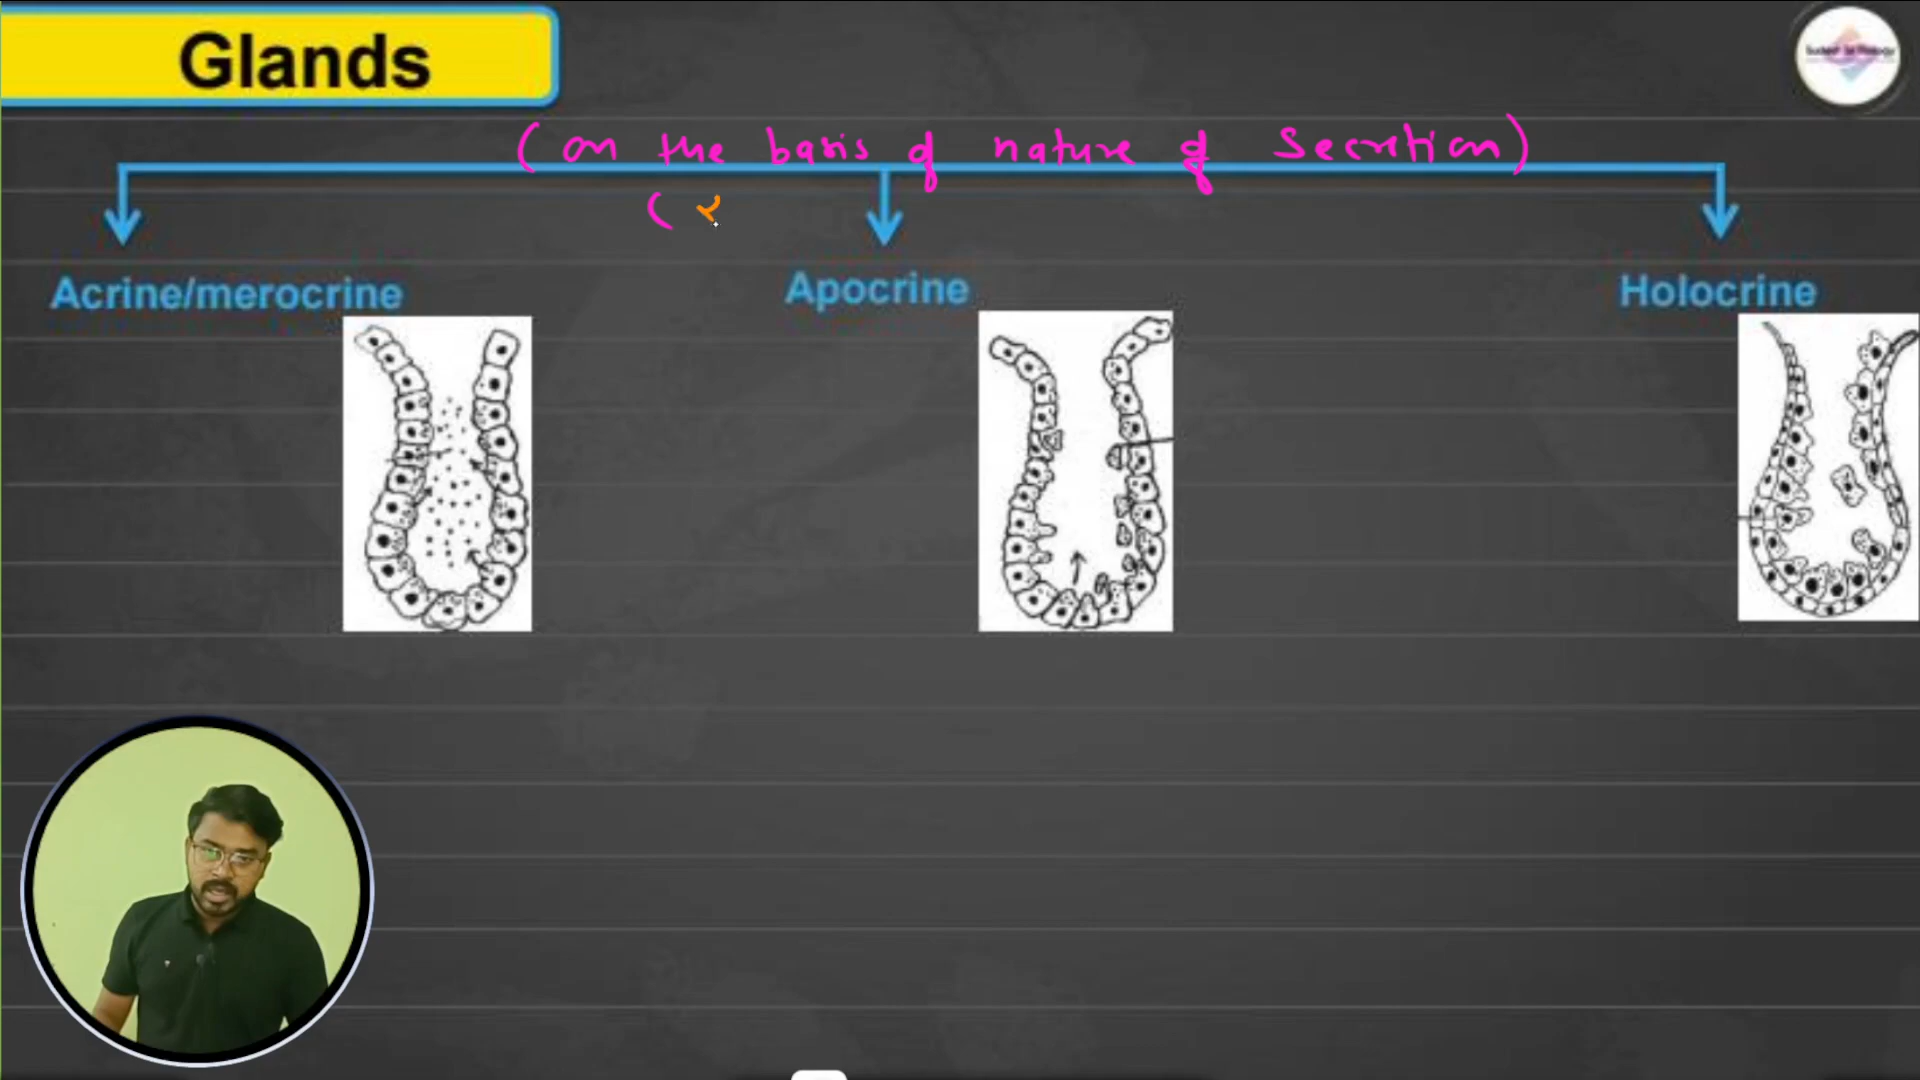 Glands
(on the basis of nature of Secretion)
(
Acrine/merocrine
Apocrine
Holocrine